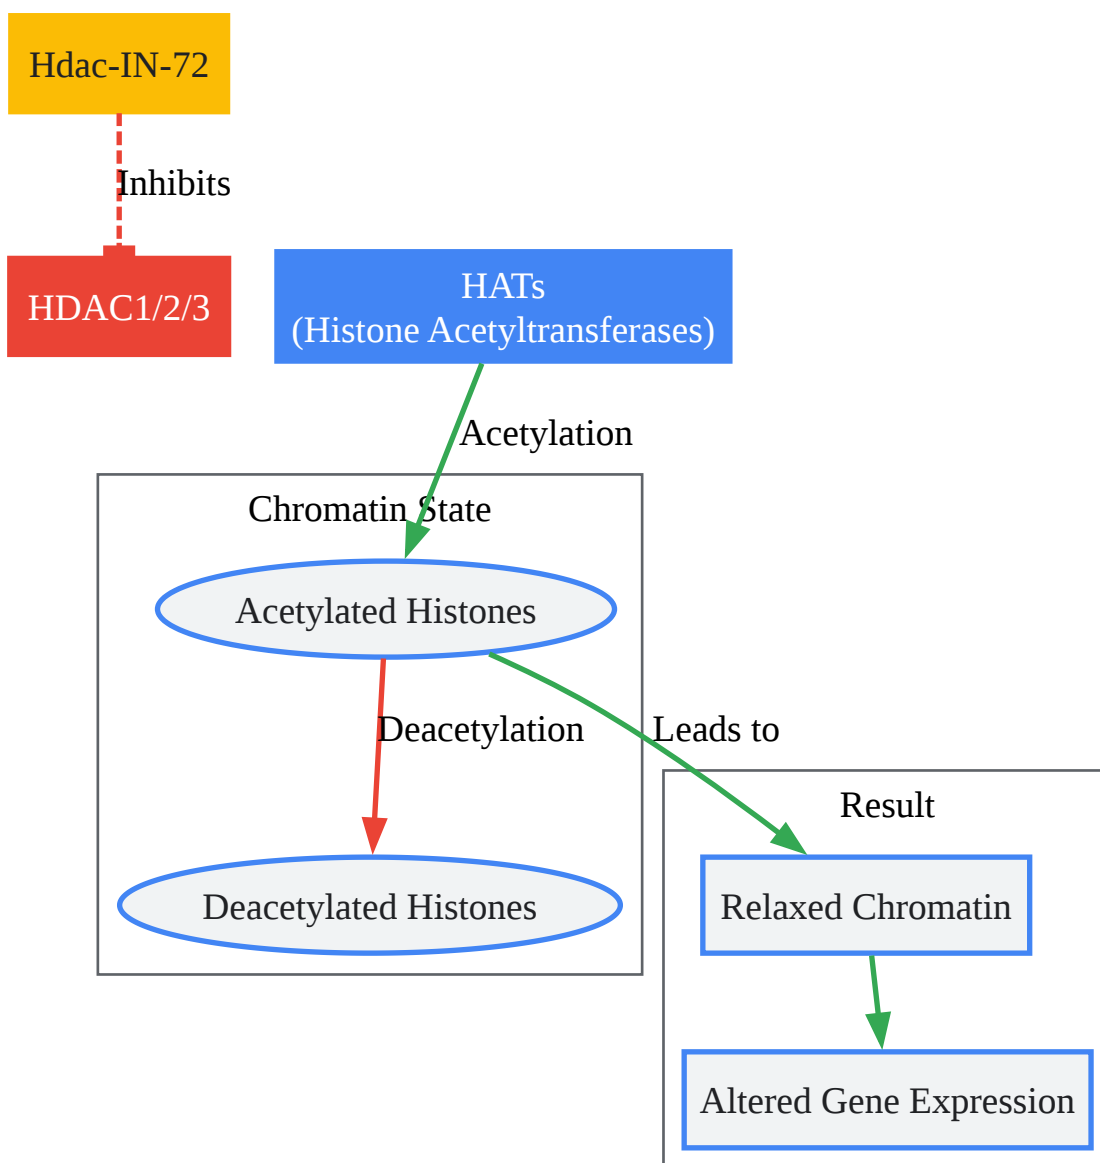 Hdac-IN-72
Inhibits
HDAC1/2/3
HATs
(Histone Acetyltransferases)
Acetylation
Chromatin State
Acetylated Histones
Deacetylation
Leads to
Result
Deacetylated Histones
Relaxed Chromatin
Altered Gene Expression